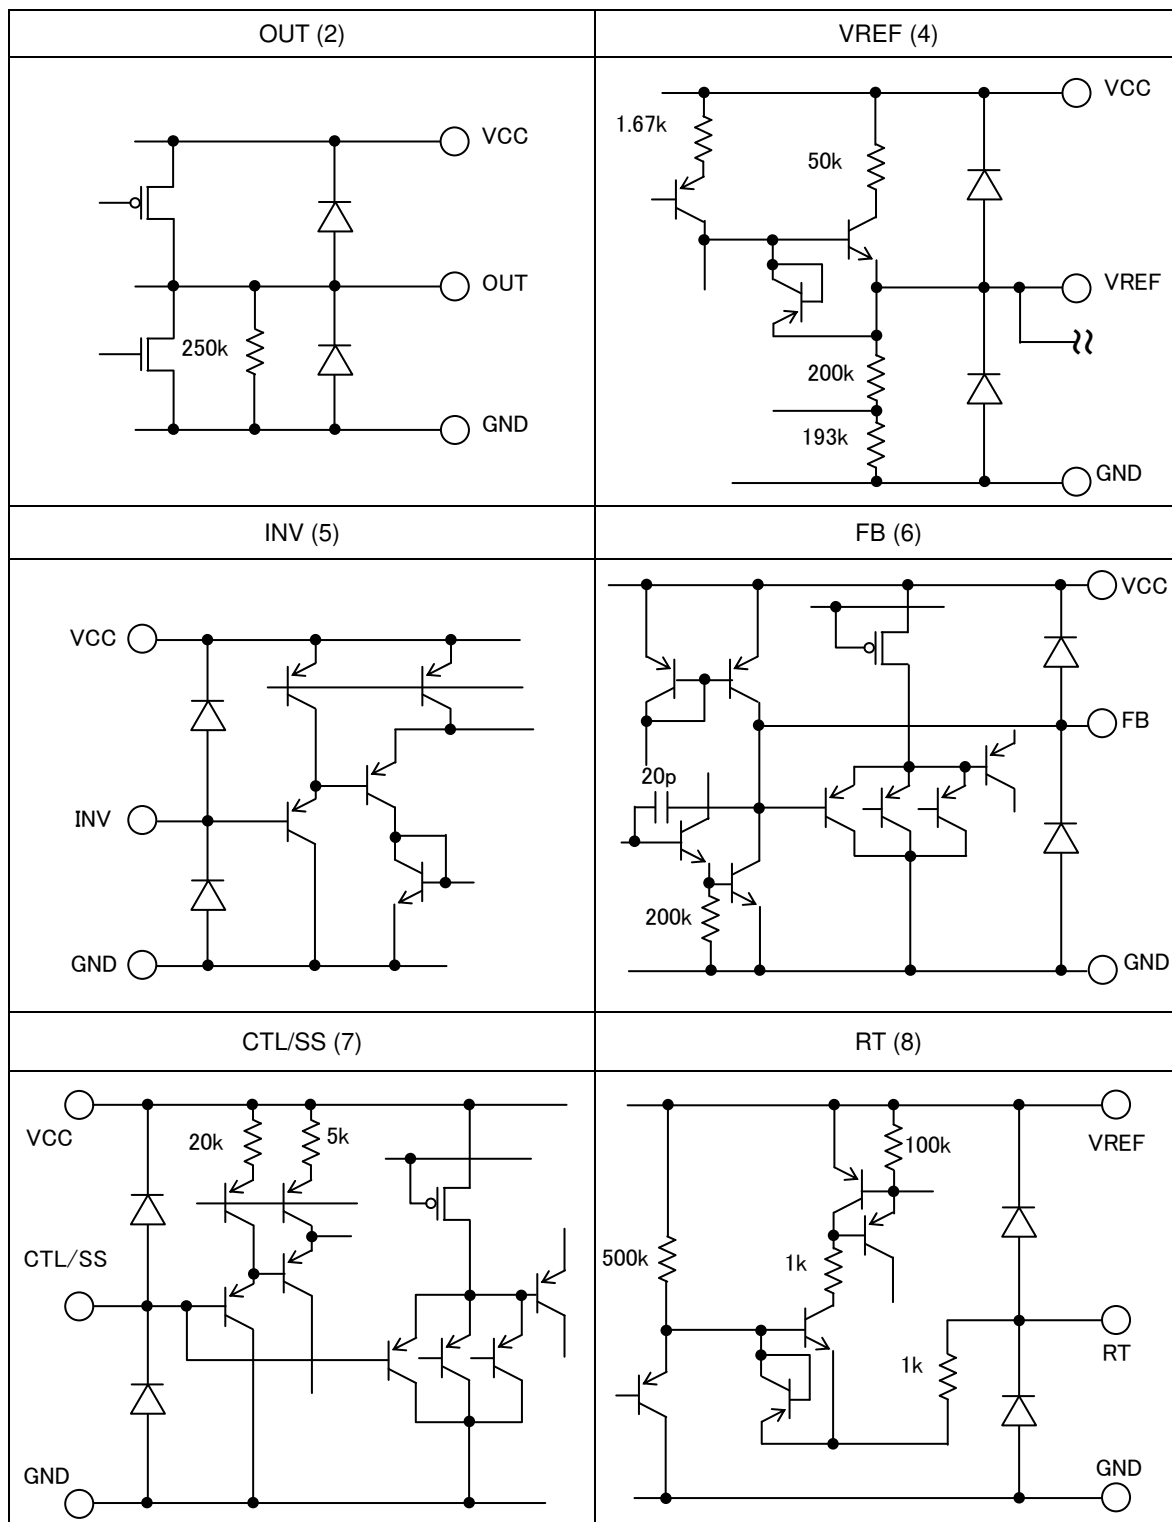 OUT (2)
VREF (4)
VCC
OUT
250k
GND
VCC
1.67k
50k
VREF
200k
193k
GND
INV (5)
FB (6)
VCC
INV
GND
VCC
FB
20p
200k
GND
CTL/SS (7)
RT (8)
VCC
20k
5k
CTL/SS
GND
VREF
100k
500k
1k
RT
1k
GND